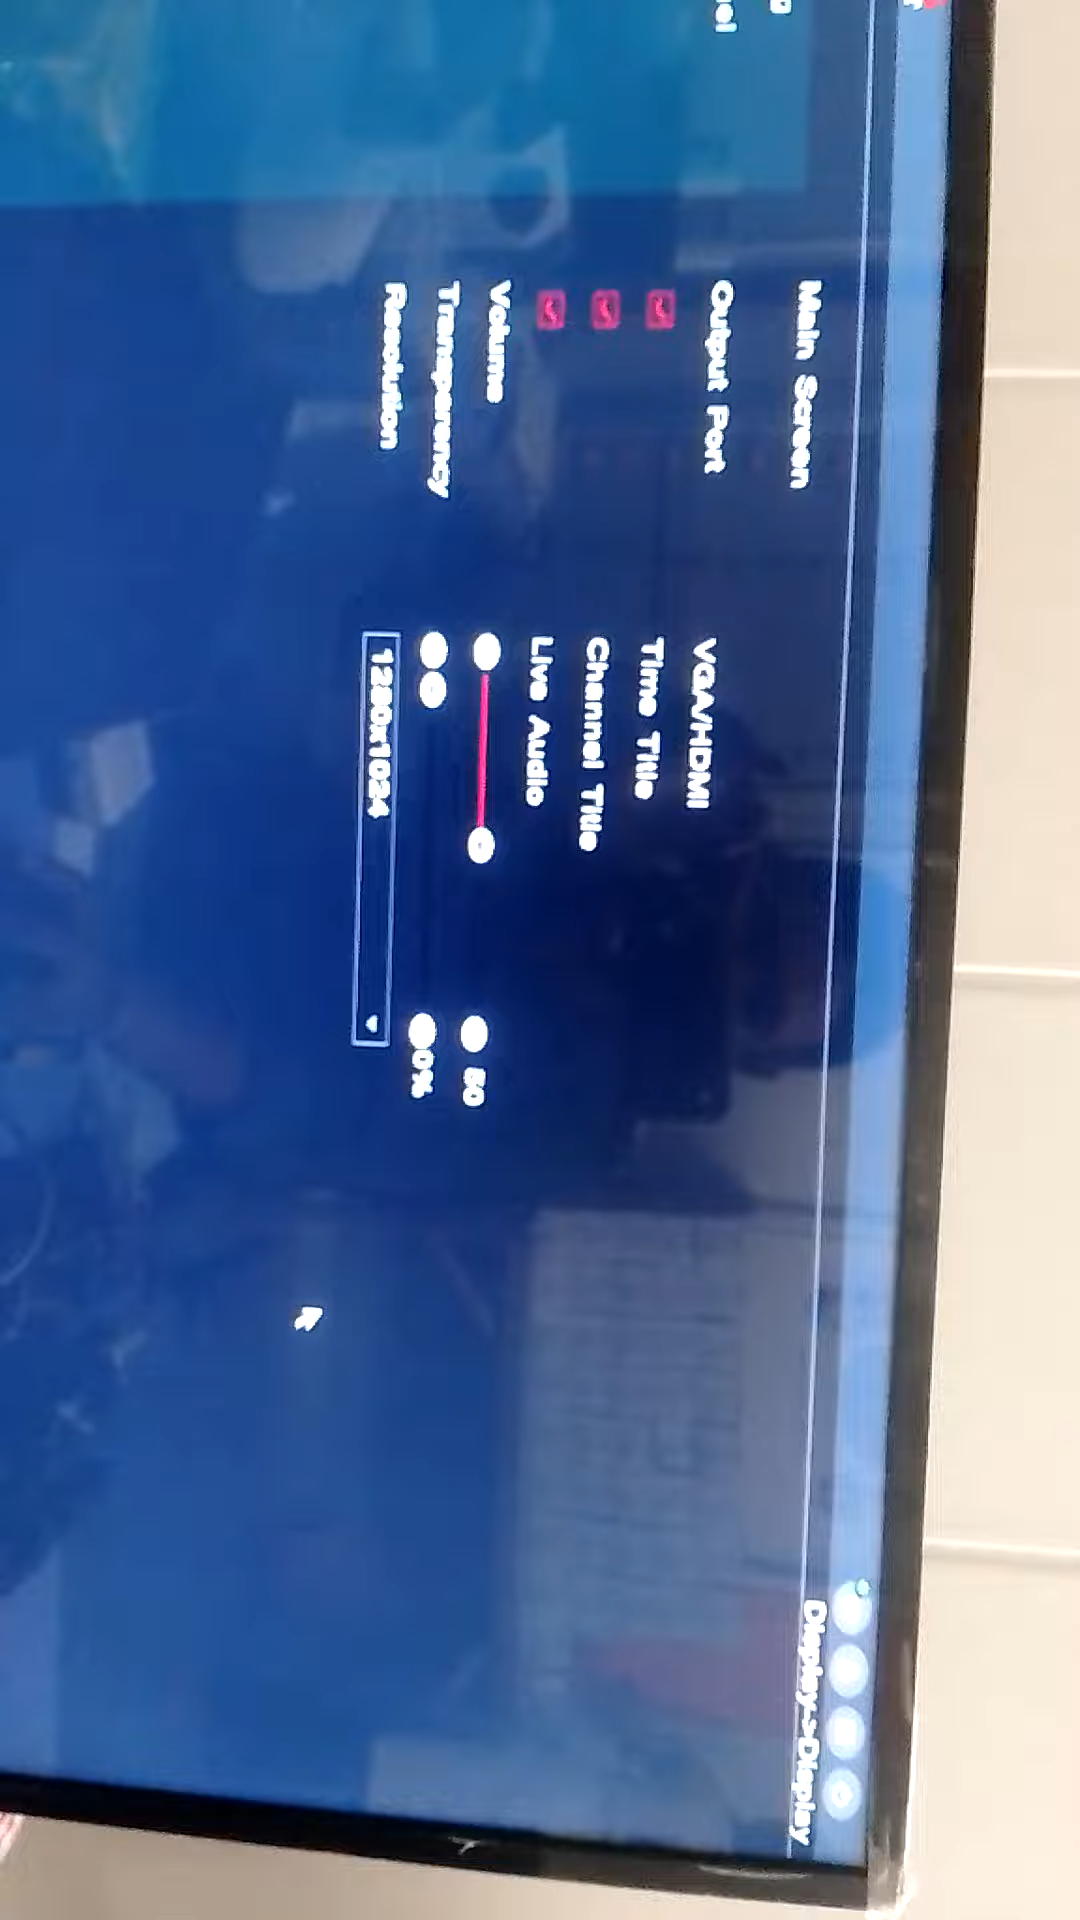 Display->Display
Main Screen
Output Port VGA/HDMI
Time Title
Channel Title
Live Audio
Volume 50
Transparency 0%
Resolution 1280x1024